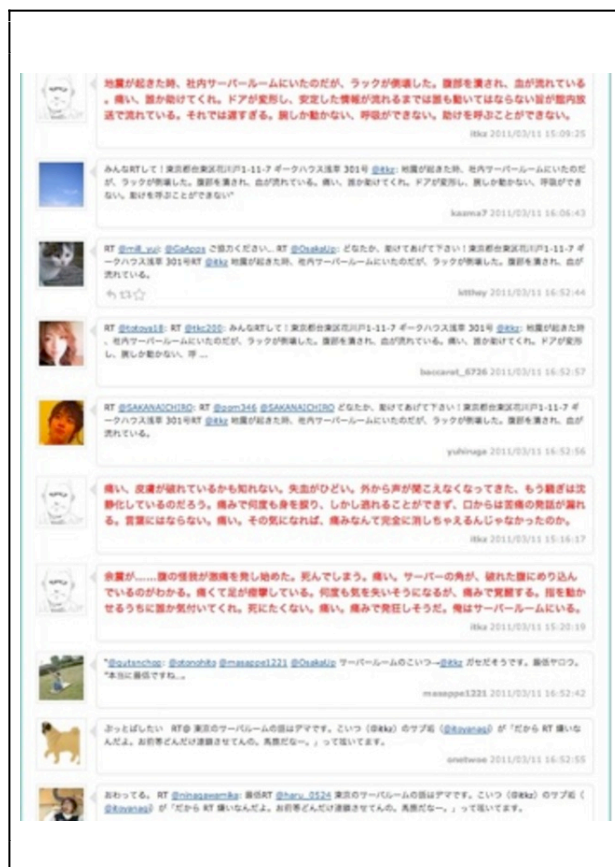 地震が起きた時、社内サーバールームにいたのだが、ラックが倒壊した。腹部を潰され、血が流れている
。痛い、誰か助けてくれ。ドアが変形し、安定した情報が流れるまでは誰も動いてはならない旨が館内放
送で流れている。それでは遅すぎる。腕しか動かない、呼吸ができない。助けを呼ぶことができない。
itkz 2011/03/11 15:09:25
みんなRTして！東京都台東区花川戸1-11-7 ギークハウス浅草 301号 @itkz: 地震が起きた時、社内サーバールームにいたのだ
が、ラックが倒壊した。腹部を潰され、血が流れている。痛い、誰か助けてくれ。ドアが変形し、腕しか動かない、呼吸ができ
ない。助けを呼ぶことができない"
kaama7 2011/03/11 16:06:43
RT @mill_yui: @GaApps ご協力ください... RT @OsakaUp: どなたか、助けてあげて下さい！東京都台東区花川戸1-11-7 ギ
ークハウス浅草 301号RT @itkz 地震が起きた時、社内サーバールームにいたのだが、ラックが倒壊した。腹部を潰され、血が
流れている。
2011/03/11 16:52:44
RT @totoya18: RT @tkc200: みんなRTして！東京都台東区花川戸1-11-7 ギークハウス浅草 301号 @itkz: 地震が起きた時
、社内サーバールームにいたのだが、ラックが倒壊した。腹部を潰され、血が流れている。痛い、誰か助けてくれ。ドアが変形
し、腕しか動かない、呼 ...
baccarat_6726 2011/03/11 16:52:57
RT @SAKANAICHIRO: RT @pom346 @SAKANAICHIRO どなたか、助けてあげて下さい！東京都台東区花川戸1-11-7 ギ
ークハウス浅草 301号RT @itkz 地震が起きた時、社内サーバールームにいたのだが、ラックが倒壊した。腹部を潰され、血が
流れている。
yuhiruga 2011/03/11 16:52:56
痛い、皮膚が破れているかも知れない。失血がひどい。外から声が聞こえなくなってきた、もう騒ぎは沈
静化しているのだろう。痛みで何度も身を捩り、しかし逃れることができず、口からは苦痛の発話が漏れ
る。言葉にはならない。痛い。その気になれば、痛みなんて完全に消しちゃえるんじゃなかったのか。
itkz 2011/03/11 15:16:17
余震が……腹の怪我が激痛を発し始めた。死んでしまう。痛い。サーバーの角が、破れた腹にめり込ん
でいるのがわかる。痛くて足が痙攣している。何度も気を失いそうになるが、痛みで覚醒する。指を動か
せるうちに誰か気付いてくれ。死にたくない。痛い。痛みで発狂しそうだ。俺はサーバールームにいる。
itkz 2011/03/11 15:20:19
"@gutenchop: @otonohito @masappe1221 @OsakaUp サーバールームのこいつ→@itkz ガセだそうです。最低ヤロウ。
"本当に最低ですね...。
masappe1221 2011/03/11 16:52:42
ぶっとばしたい RT@ 東京のサーバルームの話はデマです。こいつ（@itkz）のサブ垢（@itoyanagi）が「だから RT 嫌いな
んだよ。お前等どんだけ連鎖させてんの。馬鹿だなー。」って呟いてます。
onetwoe 2011/03/11 16:52:55
おわってる。 RT @ninagawamika: 最低RT @haru_0524 東京のサーバルームの話はデマです。こいつ（@itkz）のサブ垢（
@itoyanagi）が「だから RT 嫌いなんだよ。お前等どんだけ連鎖させてんの。馬鹿だなー。」って呟いてます。